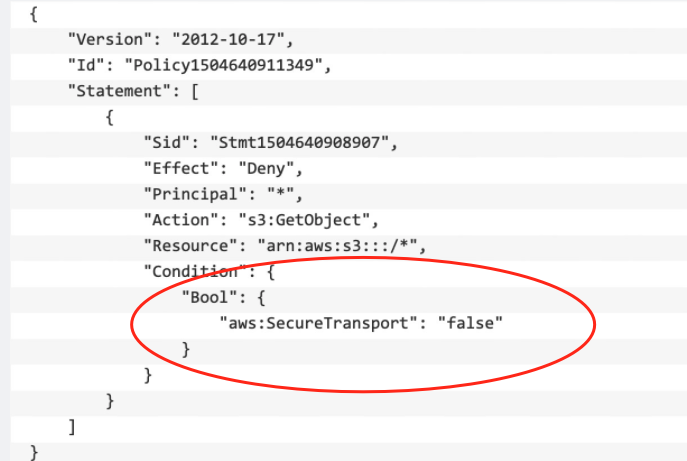 {
"Version": "2012-10-17",
"Id": "Policy1504640911349",
"Statement": [
{
"Sid": "Stmt1504640908907",
"Effect": "Deny",
"Principal": "*",
"Action": "s3:GetObject",
"Resource": "arn:aws:s3:::/*",
"Condition": {
"Bool": {
"aws:SecureTransport": "false"
}
}
}
]
}